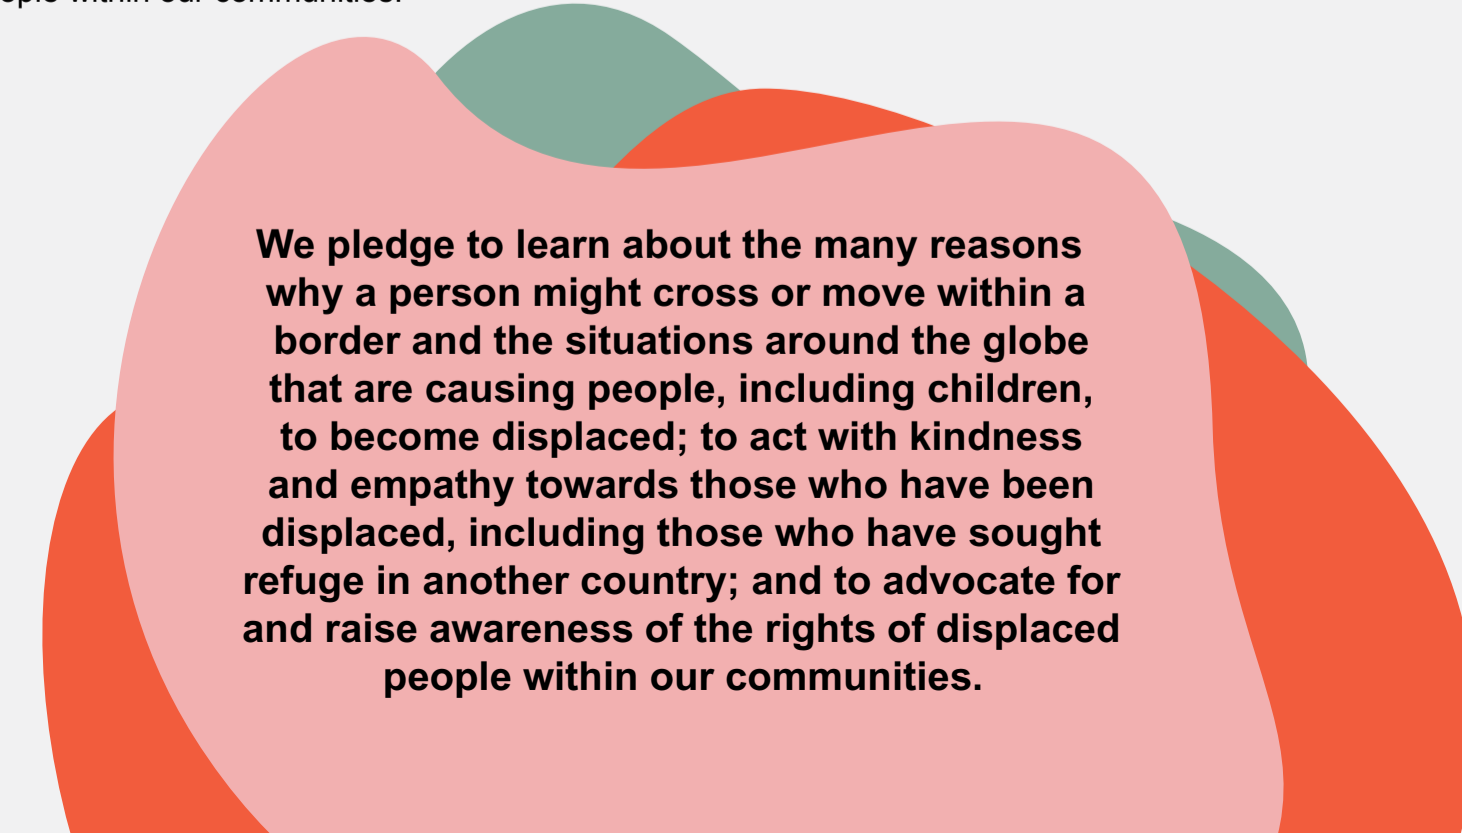 within our communities.
We pledge to learn about the many reasons
why a person might cross or move within a
border and the situations around the globe
that are causing people, including children,
to become displaced; to act with kindness
and empathy towards those who have been
displaced, including those who have sought
refuge in another country; and to advocate for
and raise awareness of the rights of displaced
people within our communities.